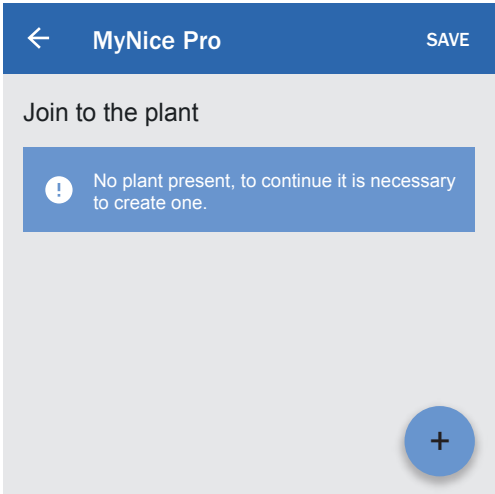 MyNice Pro SAVE
Join to the plant
No plant present, to continue it is necessary
to create one.